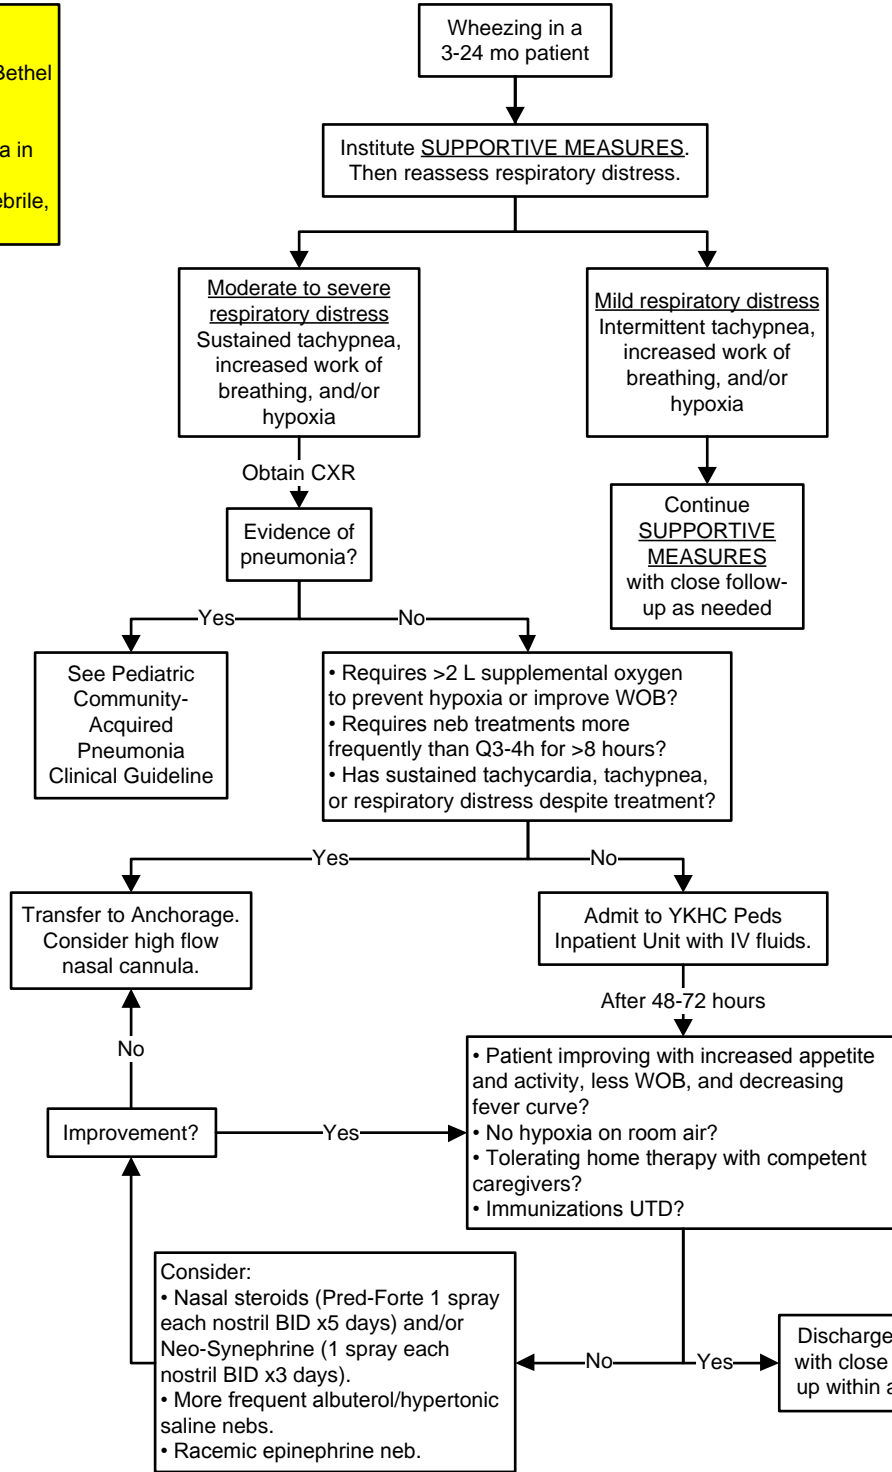 Bethel
a in
ebrile,
Wheezing in a
3-24 mo patient
Institute SUPPORTIVE MEASURES.
Then reassess respiratory distress.
Moderate to severe
respiratory distress
Sustained tachypnea,
increased work of
breathing, and/or
hypoxia
Mild respiratory distress
Intermittent tachypnea,
increased work of
breathing, and/or
hypoxia
Obtain CXR
Continue
SUPPORTIVE
MEASURES
with close follow-
up as needed
Evidence of
pneumonia?
Yes
No
See Pediatric
Community-
Acquired
Pneumonia
Clinical Guideline
• Requires >2 L supplemental oxygen
to prevent hypoxia or improve WOB?
• Requires neb treatments more
frequently than Q3-4h for >8 hours?
• Has sustained tachycardia, tachypnea,
or respiratory distress despite treatment?
Yes
No
Transfer to Anchorage.
Consider high flow
nasal cannula.
Admit to YKHC Peds
Inpatient Unit with IV fluids.
After 48-72 hours
No
• Patient improving with increased appetite
and activity, less WOB, and decreasing
fever curve?
• No hypoxia on room air?
• Tolerating home therapy with competent
caregivers?
• Immunizations UTD?
Improvement?
Yes
Consider:
• Nasal steroids (Pred-Forte 1 spray
each nostril BID x5 days) and/or
Neo-Synephrine (1 spray each
nostril BID x3 days).
• More frequent albuterol/hypertonic
saline nebs.
• Racemic epinephrine neb.
No
Yes
Discharge
with close
up within a